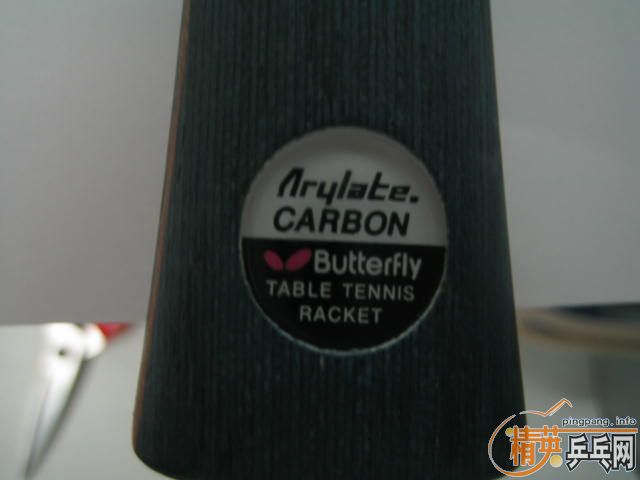 Arylate.
CARBON
Butterfly
TABLE TENNIS
RACKET
pingpang.info
精英乒乓网